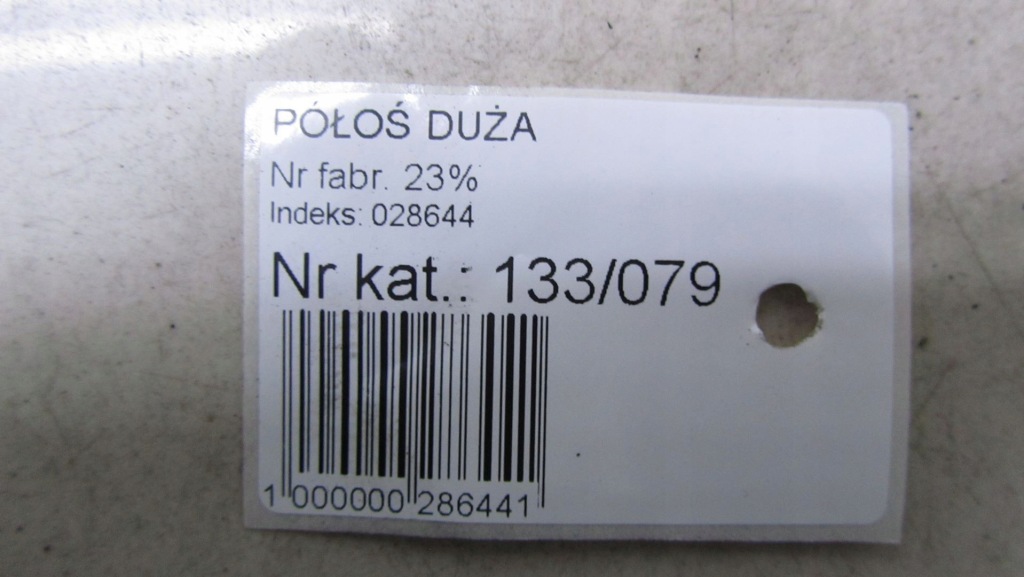 PÓŁOŚ DUŻA
Nr fabr. 23%
Indeks: 028644
Nr kat.: 133/079
1 000000 286441